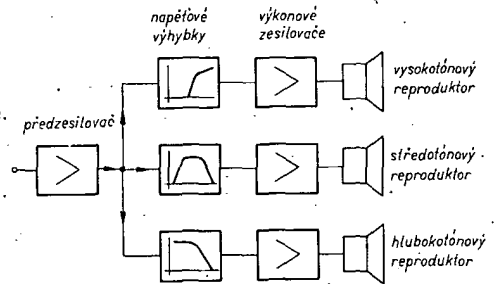 napěťové
výhybky
výkonové
zesilovače
vysokotónový
reproduktor
předzesilovač
středotónový
reproduktor
hlubokotónový
reproduktor